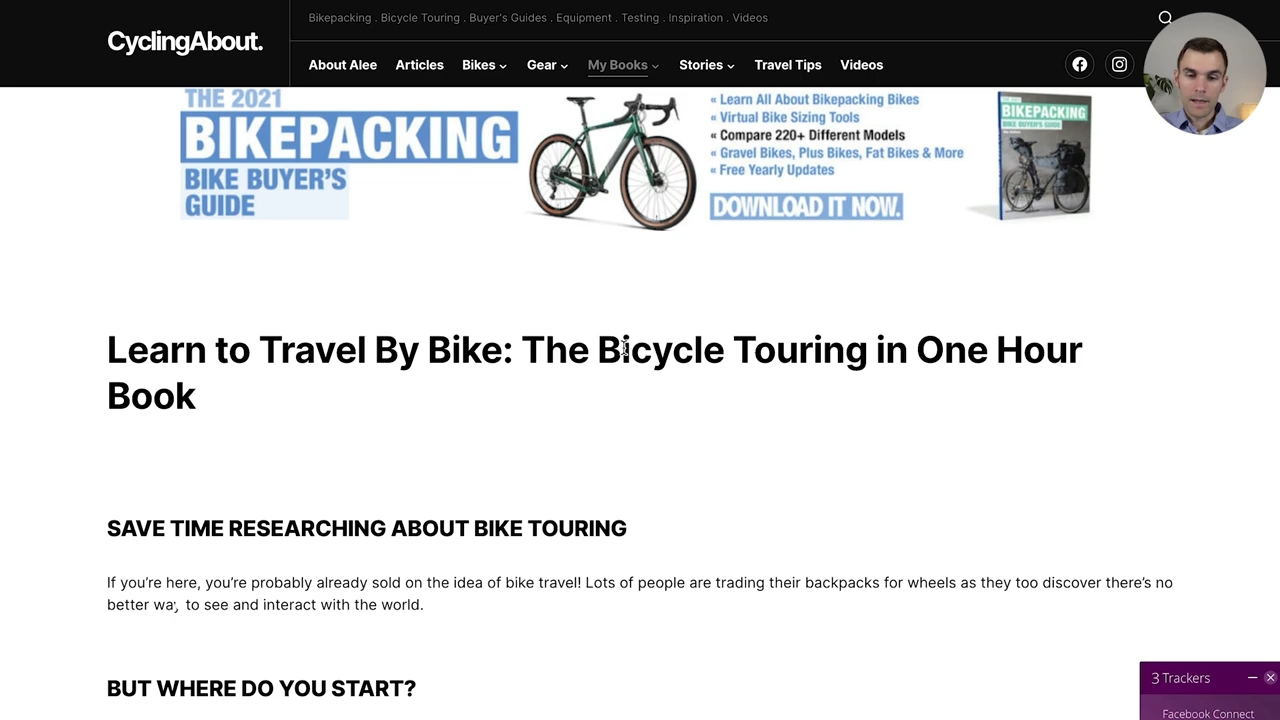 Bikepacking . Bicycle Touring . Buyer's Guides . Equipment . Testing . Inspiration . Videos
CyclingAbout.
About Alee Articles Bikes Gear My Books Stories Travel Tips Videos
THE 2021
BIKEPACKING
BIKE BUYER'S
GUIDE
« Learn All About Bikepacking Bikes
« Virtual Bike Sizing Tools
« Compare 220+ Different Models
« Gravel Bikes, Plus Bikes, Fat Bikes & More
« Free Yearly Updates
DOWNLOAD IT NOW.
BIKEPACKING
BIKE BUYER'S GUIDE
Learn to Travel By Bike: The Bicycle Touring in One Hour
Book
SAVE TIME RESEARCHING ABOUT BIKE TOURING
If you're here, you're probably already sold on the idea of bike travel! Lots of people are trading their backpacks for wheels as they too discover there's no
better way to see and interact with the world.
BUT WHERE DO YOU START?
3 Trackers
Facebook Connect